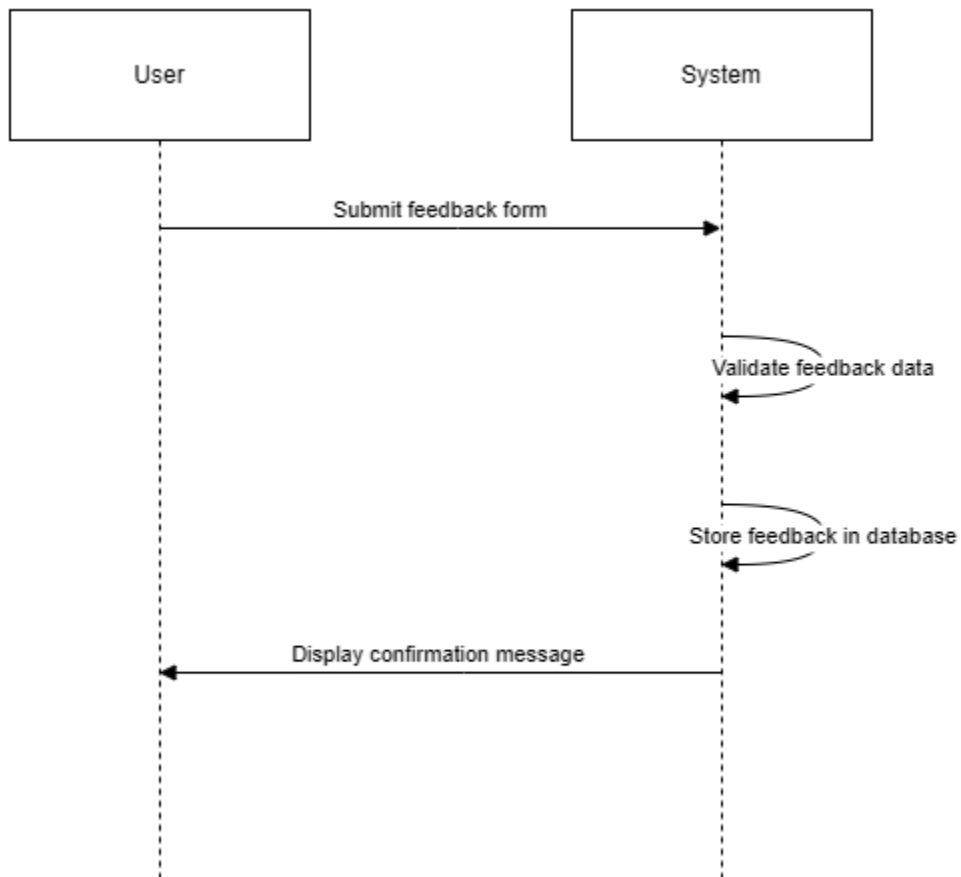 User
System
Submit feedback form
Validate feedback data
Store feedback in database
Display confirmation message